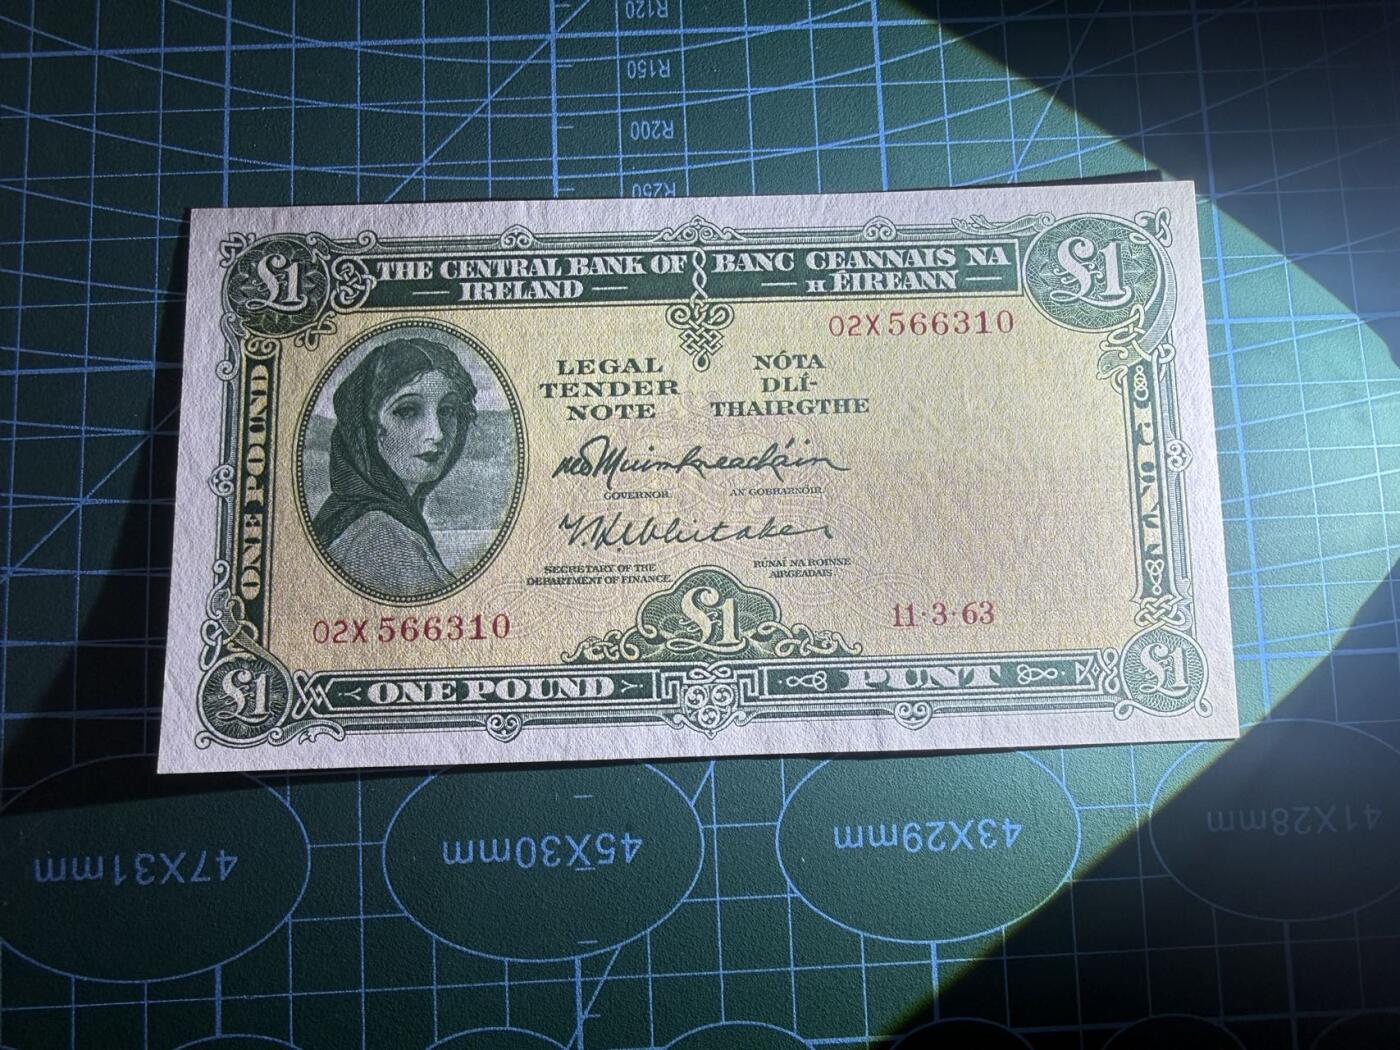 R120
R150
R200
R250
£1
THE CENTRAL BANK OF
IRELAND
BANC CEANNAIS NA
H ÉIREANN
£1
02X 566310
LEGAL
TENDER
NOTE
NÓTA
DLÍ-
THAIRGTHE
ONE POUND
GOVERNOR.
AN GOBHARNÓIR.
T.K. Whitaker
SECRETARY OF THE
DEPARTMENT OF FINANCE.
RÚNAÍ NA ROINNE
AIRGEADAIS.
02X 566310
£1
11·3·63
£1
ONE POUND
PUNT
£1
47X31mm
45X30mm
43X29mm
41X28mm